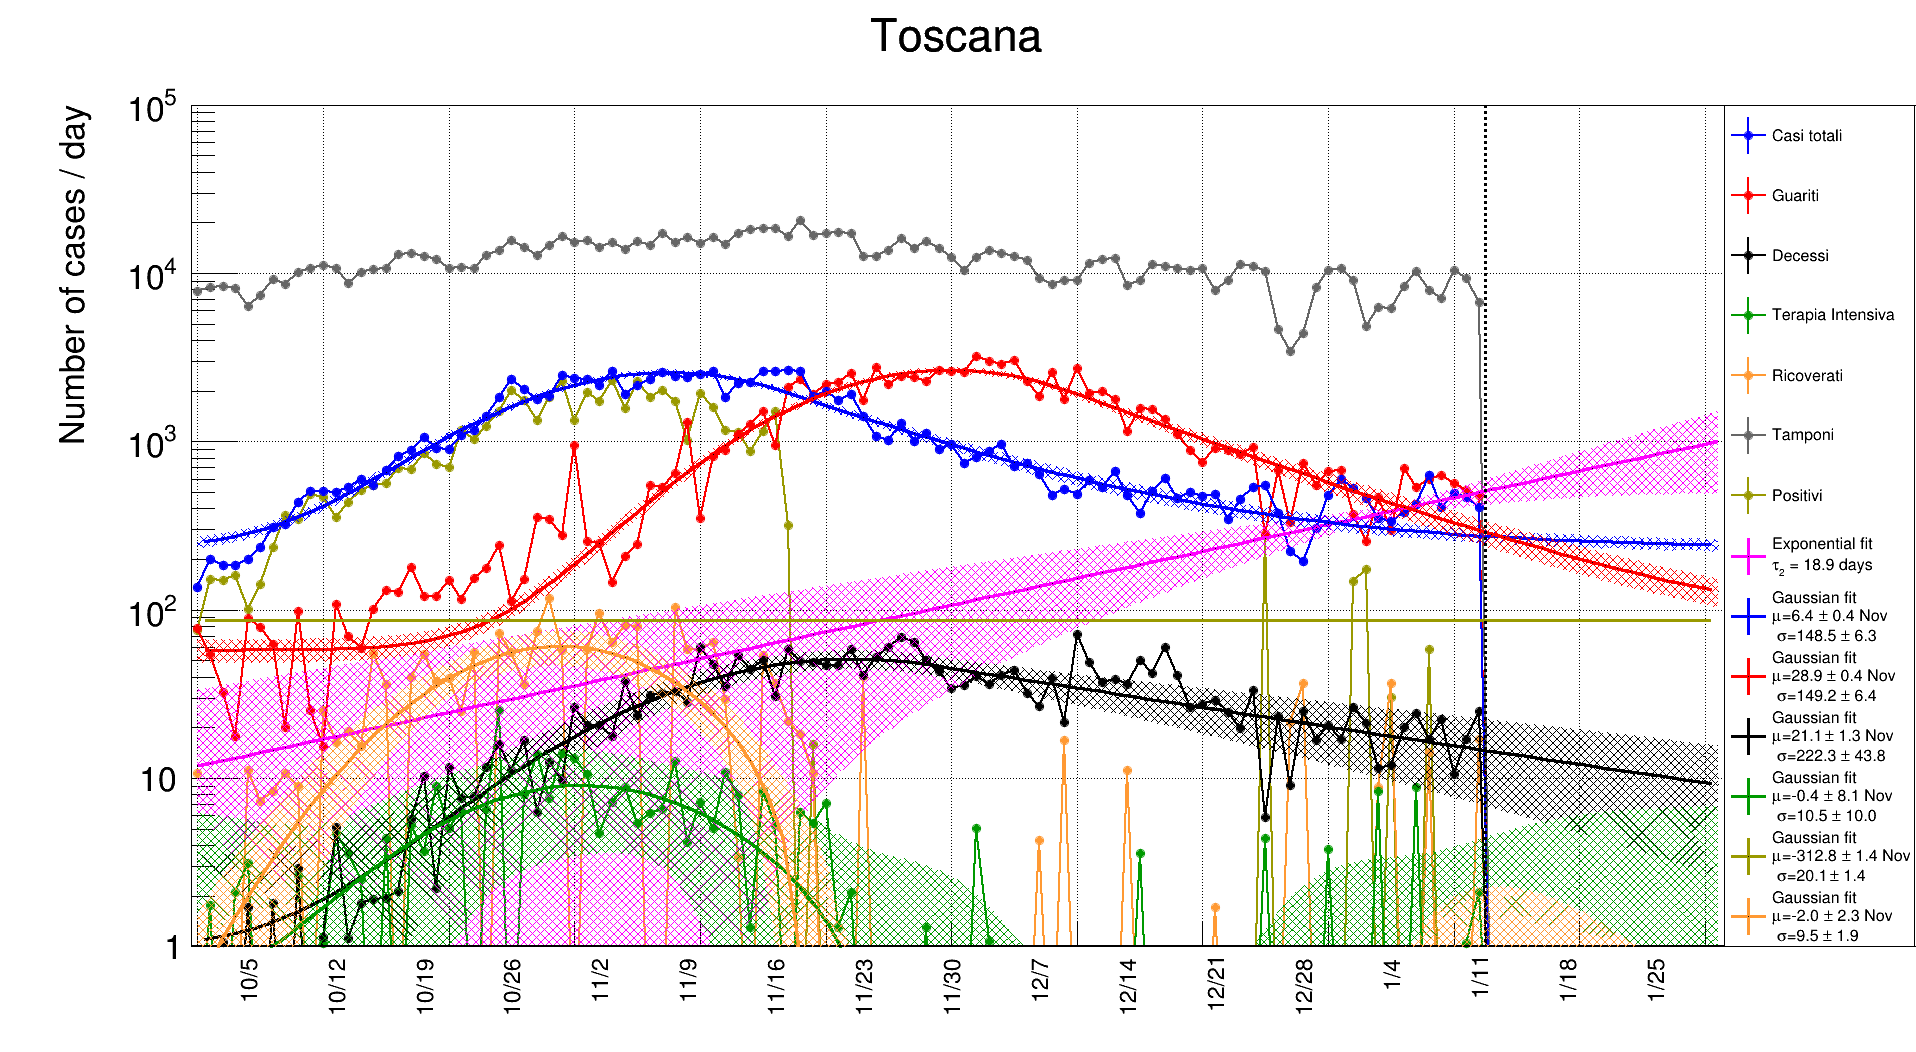 Toscana
Number of cases / day
10^5
10^4
10^3
10^2
10
1
10/5
10/12
10/19
10/26
11/2
11/9
11/16
11/23
11/30
12/7
12/14
12/21
12/28
1/4
1/11
1/18
1/25
Casi totali
Guariti
Decessi
Terapia Intensiva
Ricoverati
Tamponi
Positivi
Exponential fit
τ₂ = 18.9 days
Gaussian fit
μ=6.4 ± 0.4 Nov
σ=148.5 ± 6.3
Gaussian fit
μ=28.9 ± 0.4 Nov
σ=149.2 ± 6.4
Gaussian fit
μ=21.1 ± 1.3 Nov
σ=222.3 ± 43.8
Gaussian fit
μ=-0.4 ± 8.1 Nov
σ=10.5 ± 10.0
Gaussian fit
μ=-312.8 ± 1.4 Nov
σ=20.1 ± 1.4
Gaussian fit
μ=-2.0 ± 2.3 Nov
σ=9.5 ± 1.9